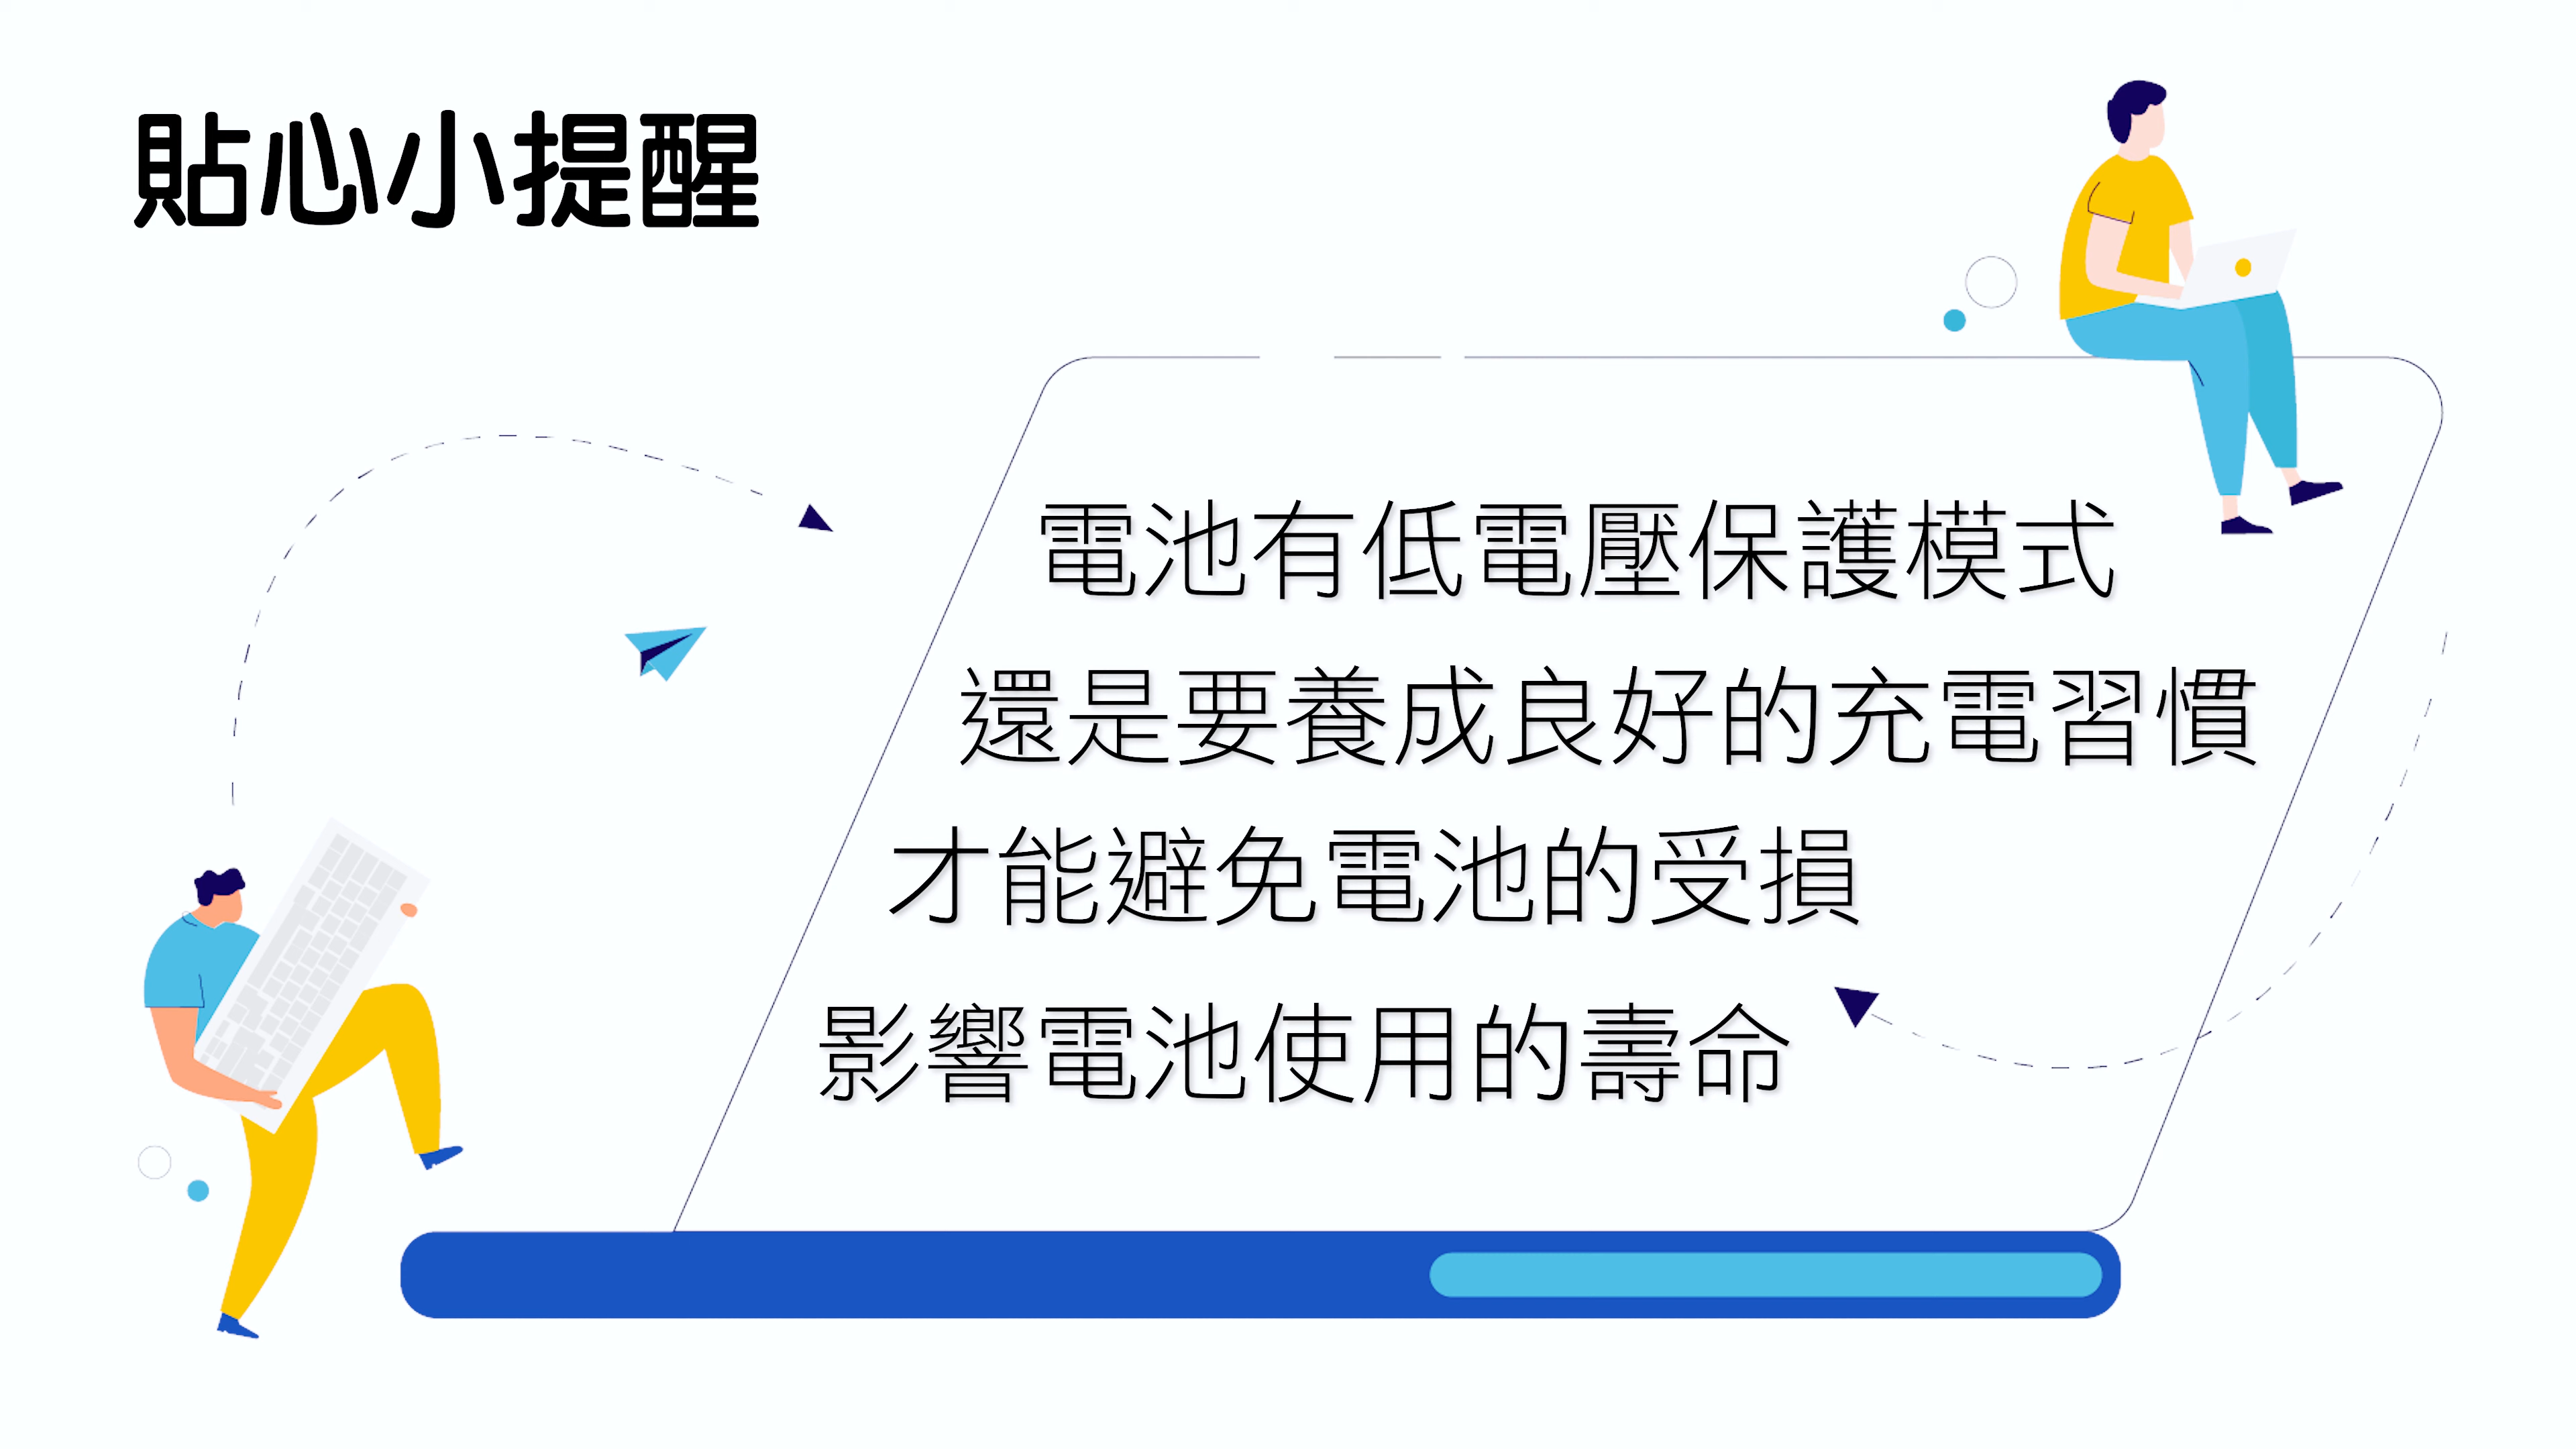 貼心小提醒
電池有低電壓保護模式
還是要養成良好的充電習慣
才能避免電池的受損
影響電池使用的壽命